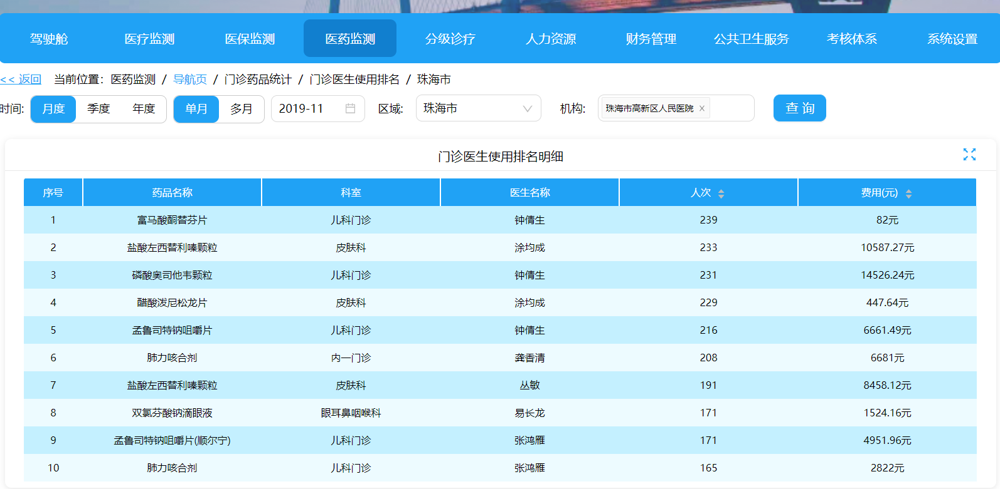 驾驶舱 医疗监测 医保监测 医药监测 分级诊疗 人力资源 财务管理 公共卫生服务 考核体系 系统设置
<< 返回 当前位置：医药监测 / 导航页 / 门诊药品统计 / 门诊医生使用排名 / 珠海市
时间: 月度 季度 年度 单月 多月 2019-11 区域: 珠海市 机构: 珠海市高新区人民医院 × 查 询
门诊医生使用排名明细
序号 药品名称 科室 医生名称 人次 费用(元)
1 富马酸酮替芬片 儿科门诊 钟倩生 239 82元
2 盐酸左西替利嗪颗粒 皮肤科 涂均成 233 10587.27元
3 磷酸奥司他韦颗粒 儿科门诊 钟倩生 231 14526.24元
4 醋酸泼尼松龙片 皮肤科 涂均成 229 447.64元
5 孟鲁司特钠咀嚼片 儿科门诊 钟倩生 216 6661.49元
6 肺力咳合剂 内一门诊 龚香清 208 6681元
7 盐酸左西替利嗪颗粒 皮肤科 丛敏 191 8458.12元
8 双氯芬酸钠滴眼液 眼耳鼻咽喉科 易长龙 171 1524.16元
9 孟鲁司特钠咀嚼片(顺尔宁) 儿科门诊 张鸿雁 171 4951.96元
10 肺力咳合剂 儿科门诊 张鸿雁 165 2822元